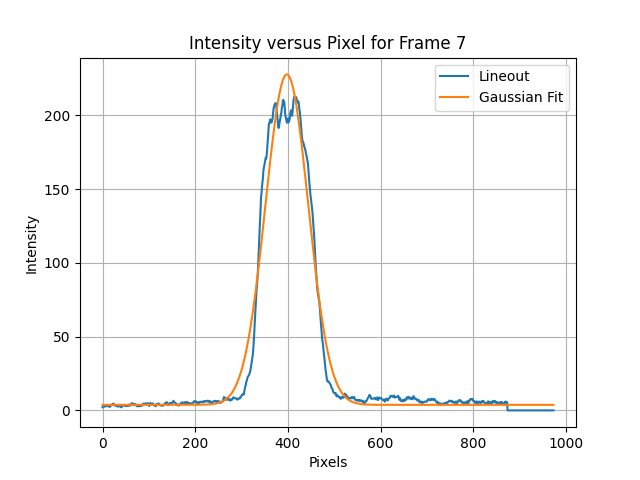 Intensity versus Pixel for Frame 7
Lineout
Gaussian Fit
Intensity
200
150
100
50
0
0 200 400 600 800 1000
Pixels